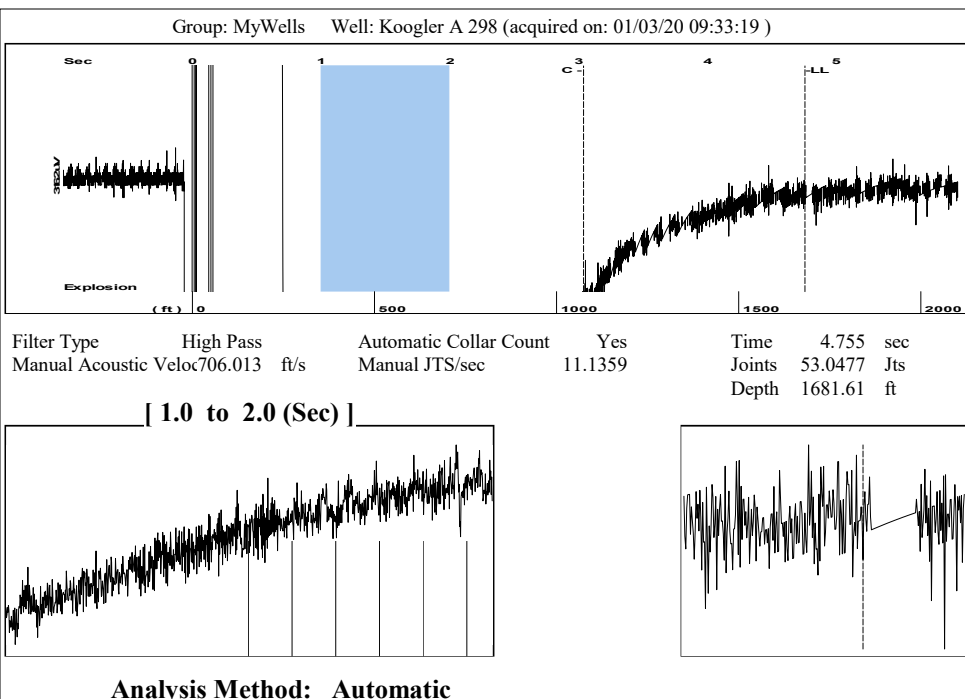 Group: MyWells Well: Koogler A 298 (acquired on: 01/03/20 09:33:19 )
Sec 0 1 2 3 4 5
C LL
Explosion
(ft) 0 500 1000 1500 2000
Filter Type High Pass Automatic Collar Count Yes Time 4.755 sec
Manual Acoustic Veloc706.013 ft/s Manual JTS/sec 11.1359 Joints 53.0477 Jts
Depth 1681.61 ft
[ 1.0 to 2.0 (Sec) ]
Analysis Method: Automatic